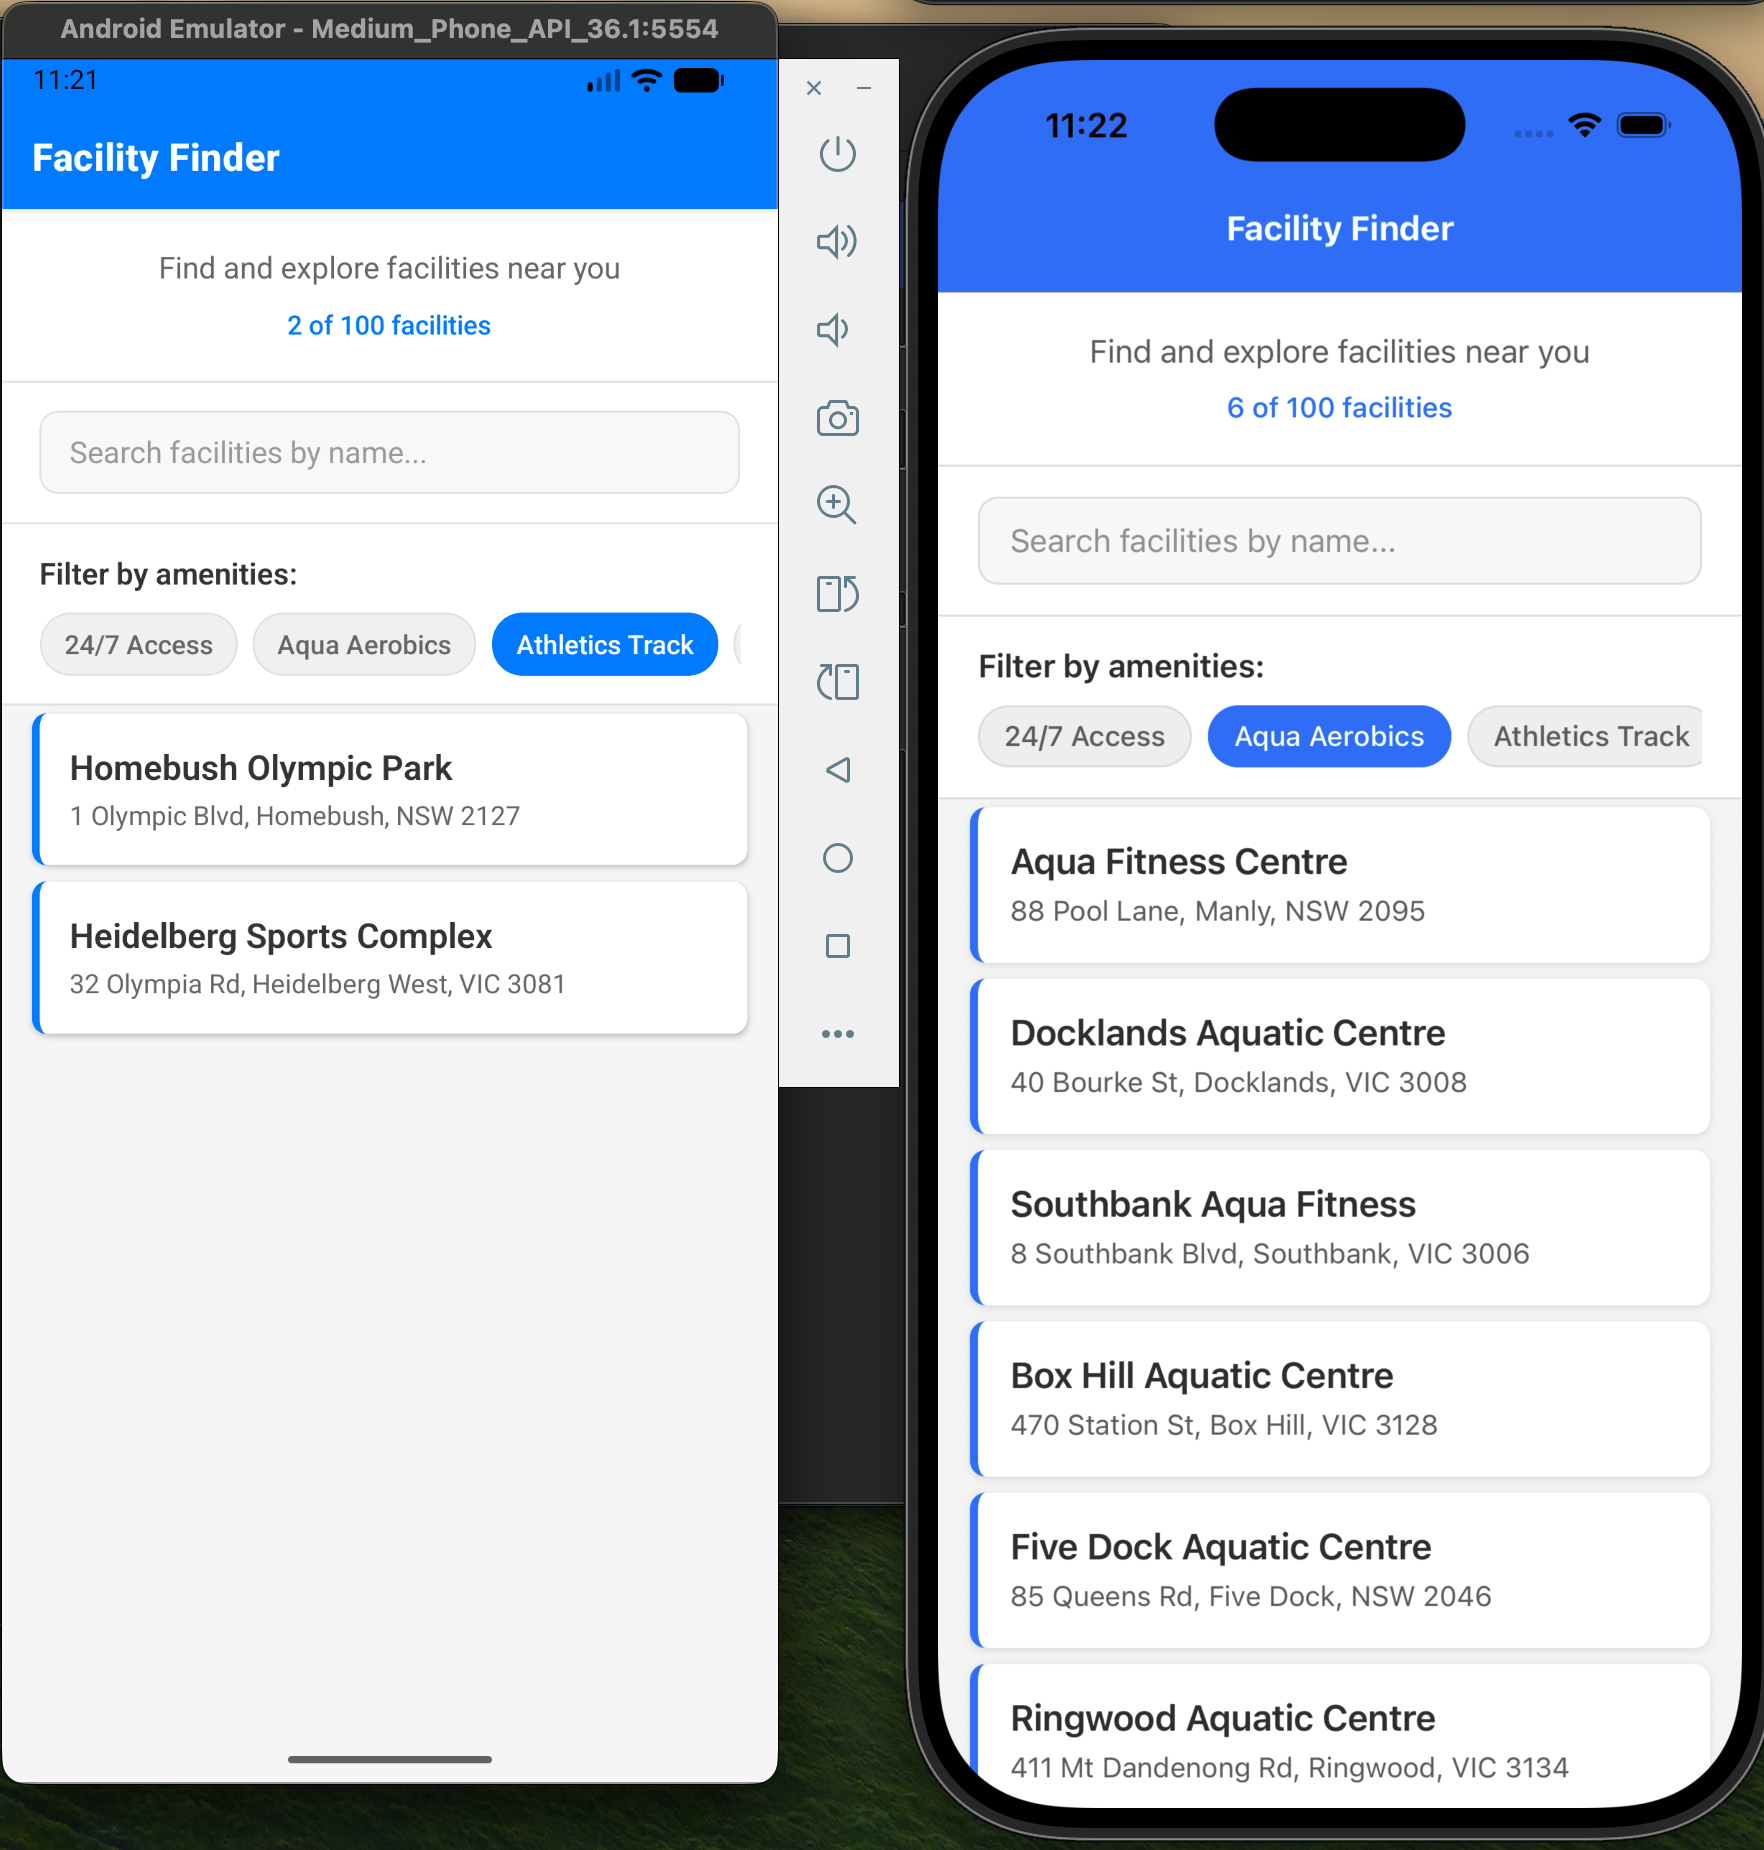 Android Emulator - Medium_Phone_API_36.1:5554
11:21
Facility Finder
Find and explore facilities near you
2 of 100 facilities
Search facilities by name...
Filter by amenities:
24/7 Access
Aqua Aerobics
Athletics Track
Homebush Olympic Park
1 Olympic Blvd, Homebush, NSW 2127
Heidelberg Sports Complex
32 Olympia Rd, Heidelberg West, VIC 3081
11:22
Facility Finder
Find and explore facilities near you
6 of 100 facilities
Search facilities by name...
Filter by amenities:
24/7 Access
Aqua Aerobics
Athletics Track
Aqua Fitness Centre
88 Pool Lane, Manly, NSW 2095
Docklands Aquatic Centre
40 Bourke St, Docklands, VIC 3008
Southbank Aqua Fitness
8 Southbank Blvd, Southbank, VIC 3006
Box Hill Aquatic Centre
470 Station St, Box Hill, VIC 3128
Five Dock Aquatic Centre
85 Queens Rd, Five Dock, NSW 2046
Ringwood Aquatic Centre
411 Mt Dandenong Rd, Ringwood, VIC 3134